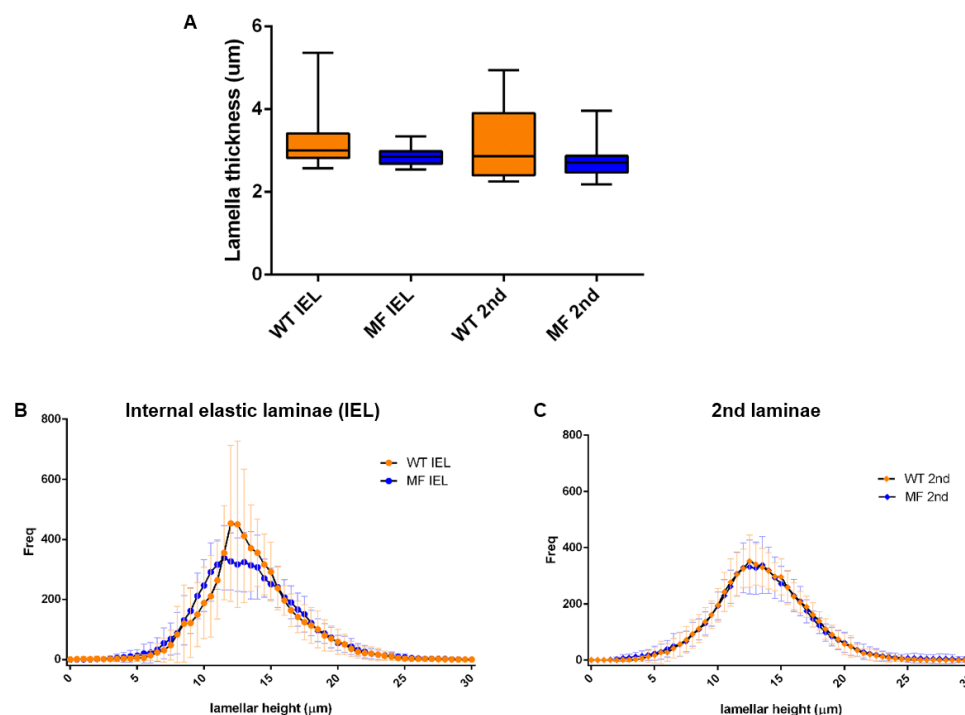 A
Lamella thickness (um)
6
4
2
0
WT IEL
MF IEL
WT 2nd
MF 2nd
B
Internal elastic laminae (IEL)
Freq
800
600
400
200
0
WT IEL
MF IEL
0 5 10 15 20 25 30
lamellar height (μm)
C
2nd laminae
Freq
800
600
400
200
0
WT 2nd
MF 2nd
0 5 10 15 20 25
lamellar height (μm)